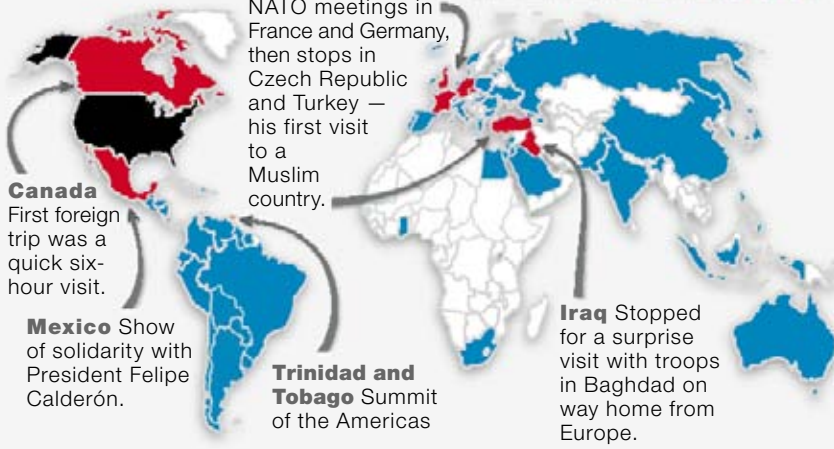 NATO meetings in
France and Germany,
then stops in
Czech Republic
and Turkey —
his first visit
to a
Muslim
country.
Canada
First foreign
trip was a
quick six-
hour visit.
Mexico Show
of solidarity with
President Felipe
Calderón.
Trinidad and
Tobago Summit
of the Americas
Iraq Stopped
for a surprise
visit with troops
in Baghdad on
way home from
Europe.